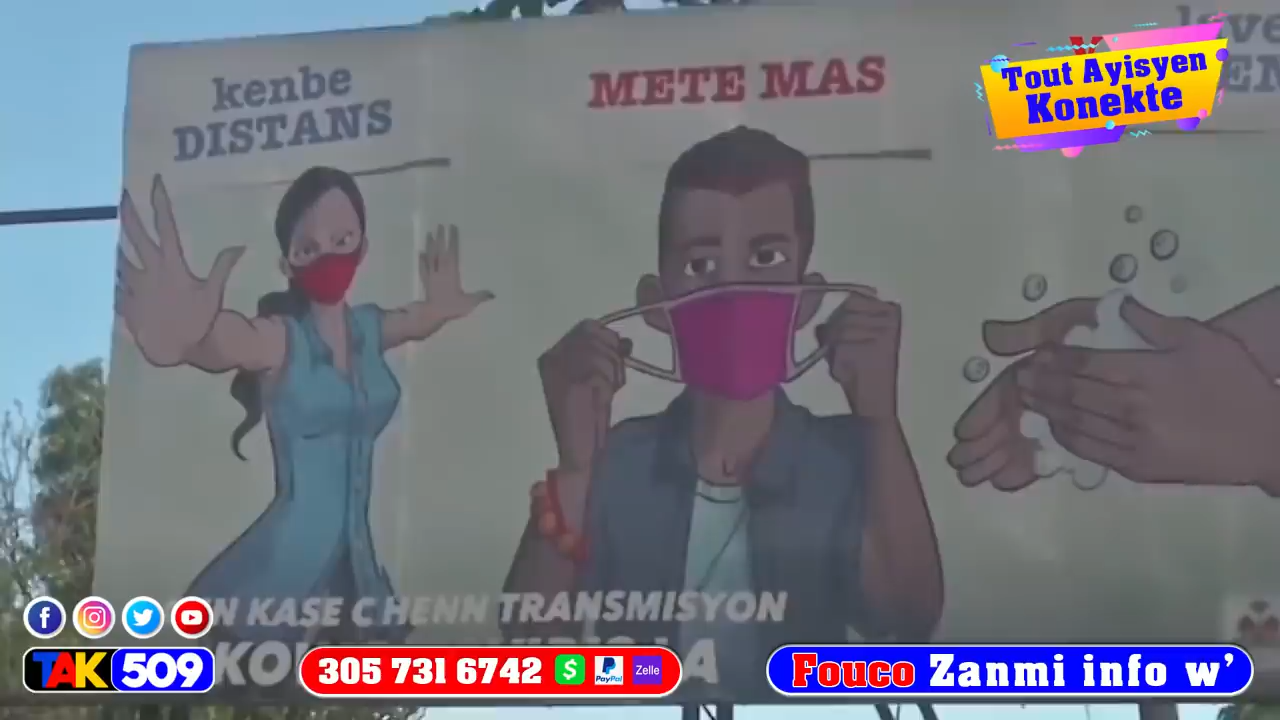 kenbe
DISTANS
METE MAS
Tout Ayisyen
Konekte
KASE CHENN TRANSMISYON
LA
TAK 509
305 731 6742
PayPal
Zelle
Fouco Zanmi info w'